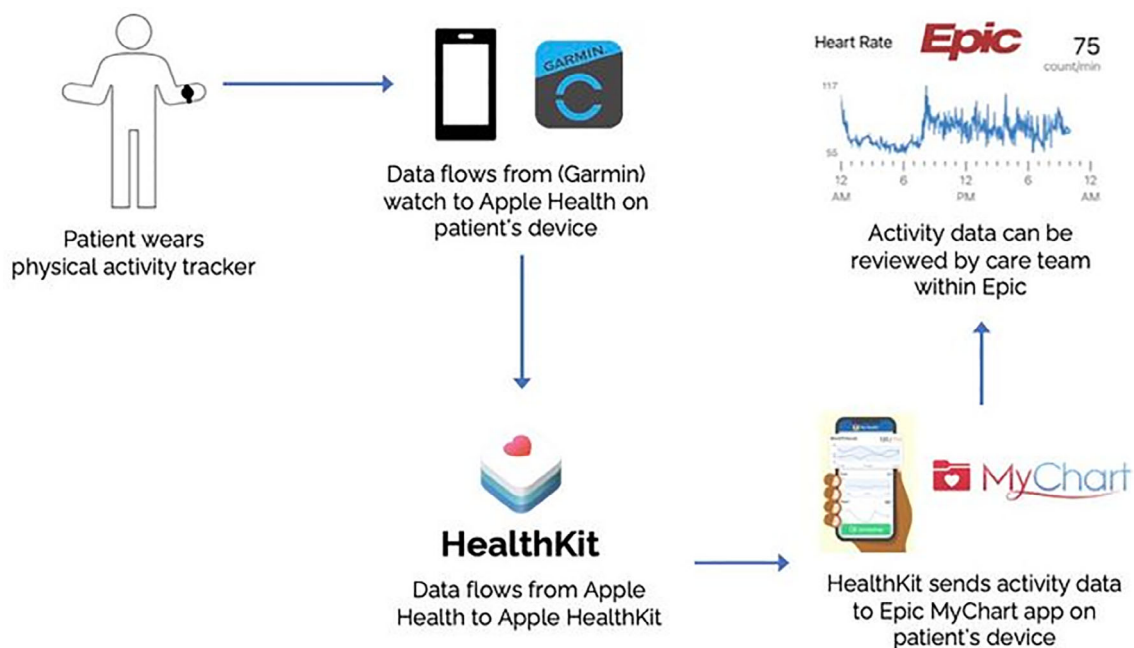 Patient wears
physical activity tracker
GARMIN
Data flows from (Garmin)
watch to Apple Health on
patient's device
HealthKit
Data flows from Apple
Health to Apple HealthKit
MyChart
HealthKit sends activity data
to Epic MyChart app on
patient's device
Heart Rate Epic 75
count/min
117
55
12 6 12 6 12
AM PM AM
Activity data can be
reviewed by care team
within Epic